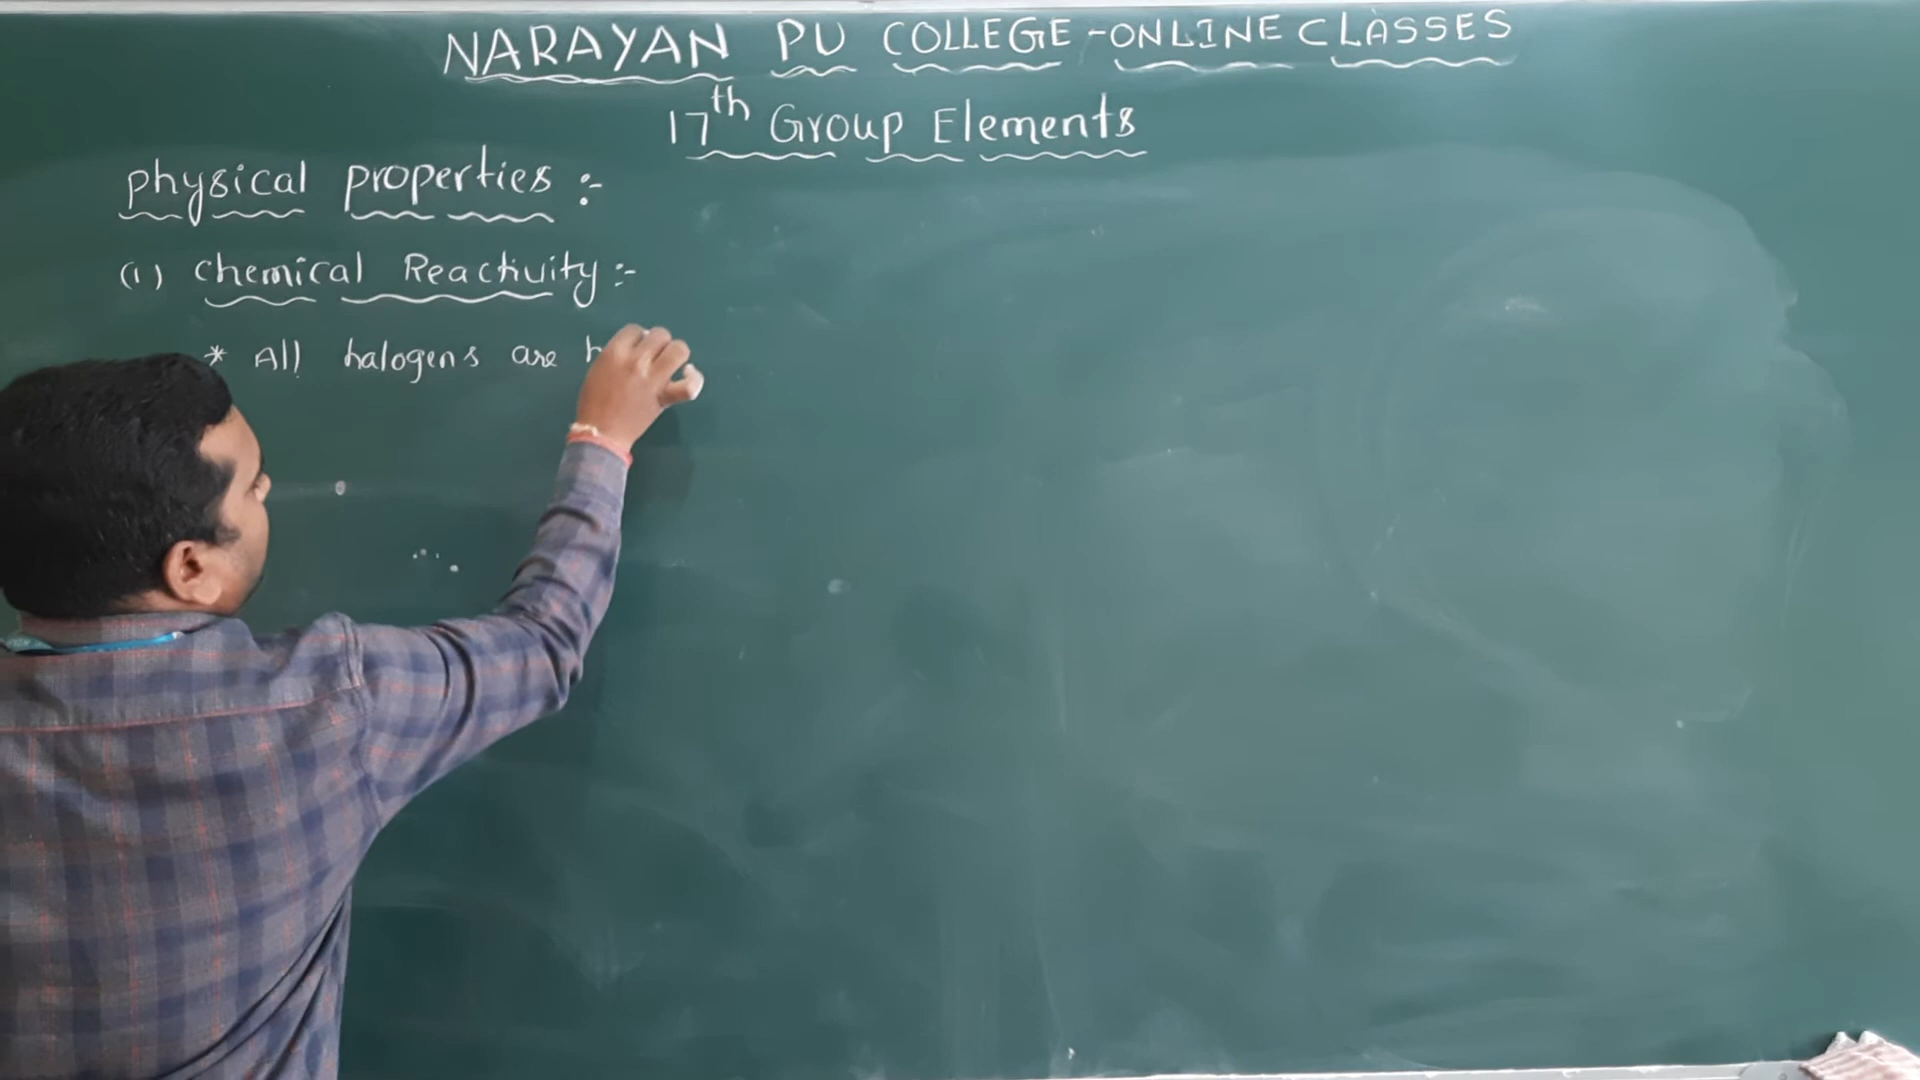 NARAYAN PU COLLEGE - ONLINE CLASSES
17th Group Elements
physical properties :-
(1) chemical Reactivity :-
* All halogens are